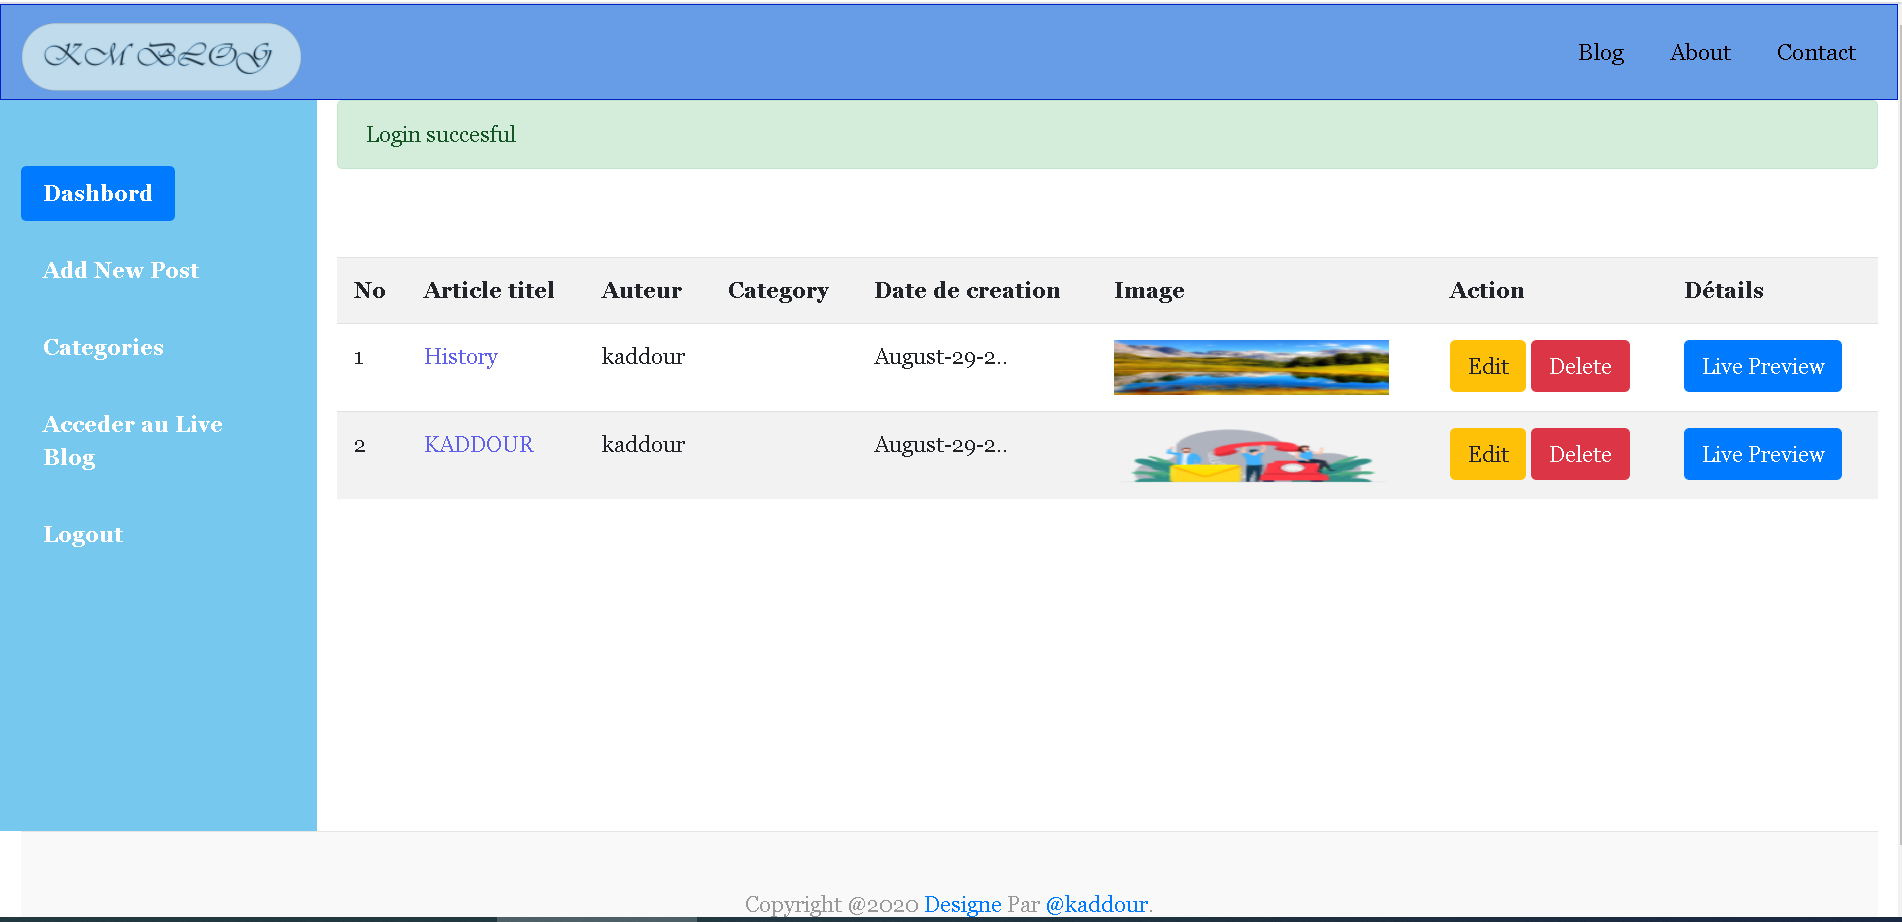 KM BLOG
Blog About Contact
Login succesful
Dashbord
Add New Post
Categories
Acceder au Live
Blog
Logout
No Article titel Auteur Category Date de creation Image Action Détails
1 History kaddour August-29-2.. Edit Delete Live Preview
2 KADDOUR kaddour August-29-2.. Edit Delete Live Preview
Copyright @2020 Designe Par @kaddour.